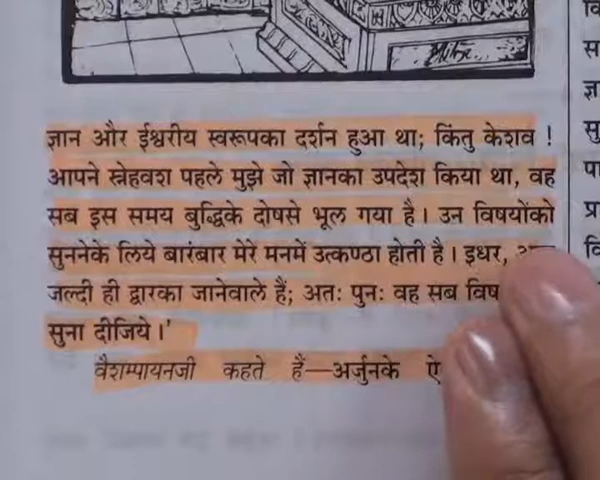 ज्ञान और ईश्वरीय स्वरूपका दर्शन हुआ था; किंतु केशव !
आपने स्नेहवश पहले मुझे जो ज्ञानका उपदेश किया था, वह
सब इस समय बुद्धिके दोषसे भूल गया है। उन विषयोंको
सुननेके लिये बारंबार मेरे मनमें उत्कण्ठा होती है। इधर,
जल्दी ही द्वारका जानेवाले हैं; अतः पुनः वह सब
सुना दीजिये।'
वैशम्पायनजी कहते हैं—अर्जुनके